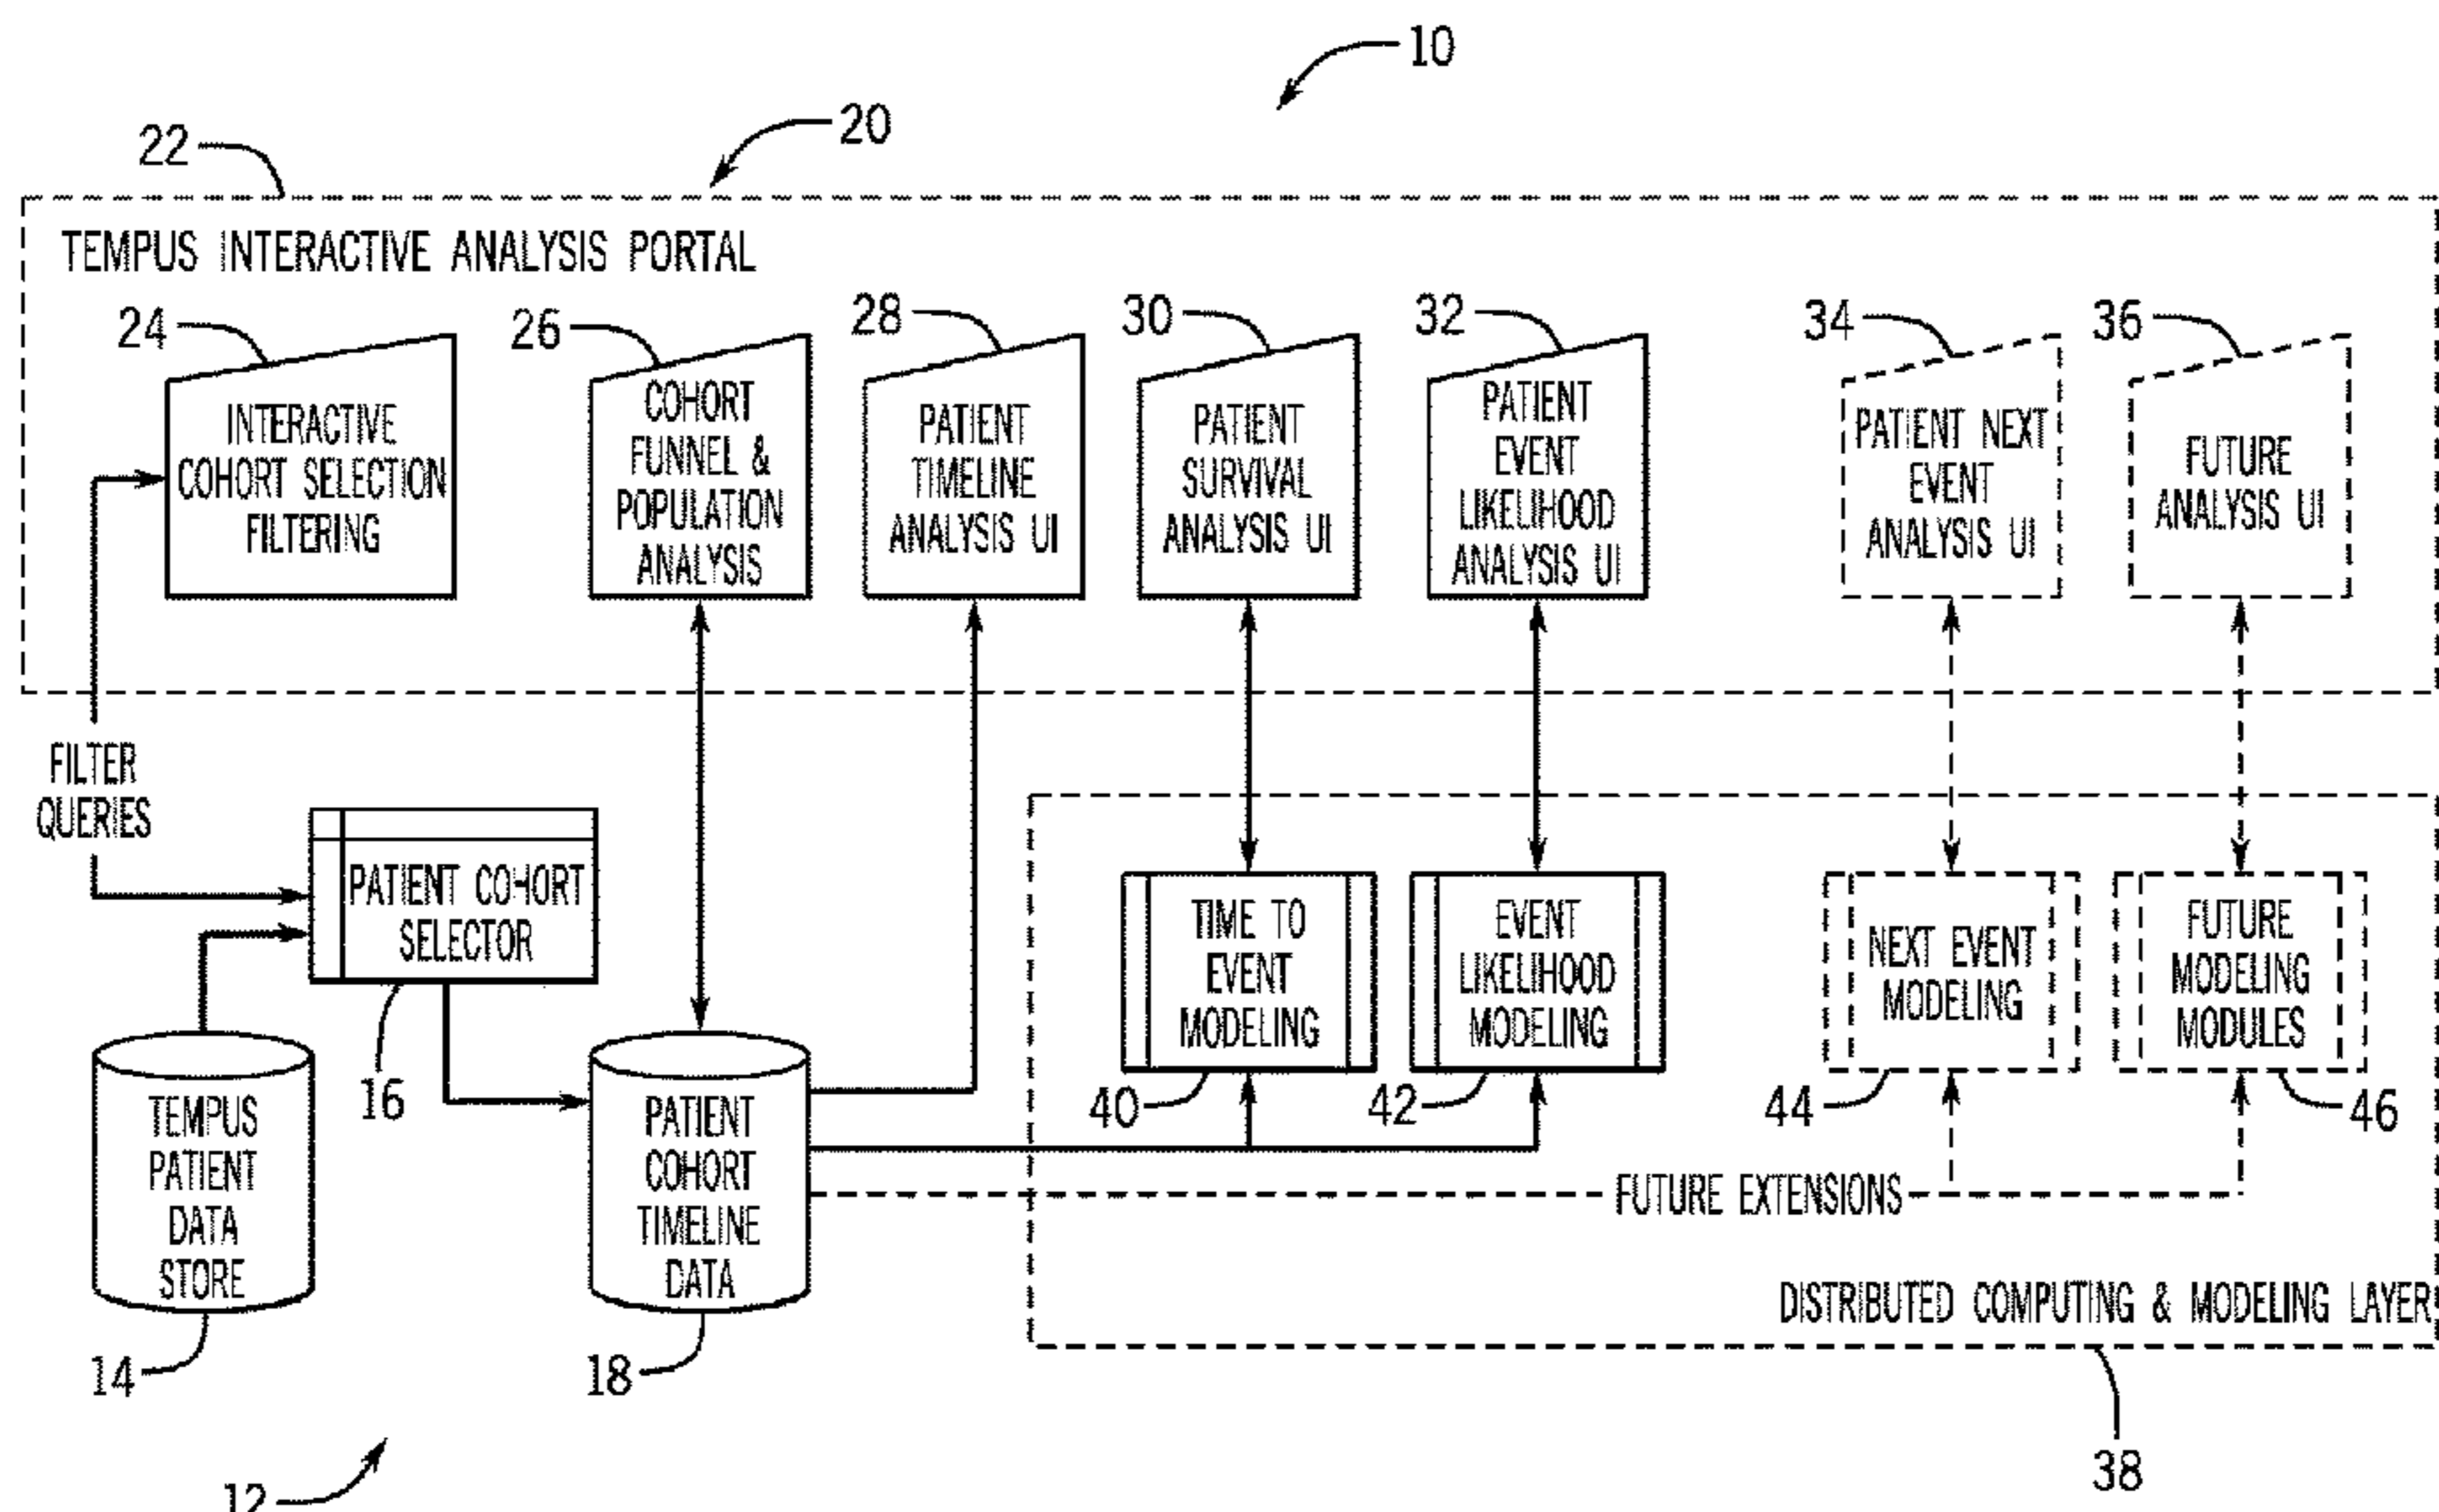 10
20
22
TEMPUS INTERACTIVE ANALYSIS PORTAL
24
26
28
30
32
34
36
INTERACTIVE
COHORT SELECTION
FILTERING
COHORT
FUNNEL &
POPULATION
ANALYSIS
PATIENT
TIMELINE
ANALYSIS UI
PATIENT
SURVIVAL
ANALYSIS UI
PATIENT
EVENT
LIKELIHOOD
ANALYSIS UI
PATIENT NEXT
EVENT
ANALYSIS UI
FUTURE
ANALYSIS UI
FILTER
QUERIES
PATIENT COHORT
SELECTOR
16
TIME TO
EVENT
MODELING
40
EVENT
LIKELIHOOD
MODELING
42
NEXT EVENT
MODELING
44
FUTURE
MODELING
MODULES
46
TEMPUS
PATIENT
DATA
STORE
14
PATIENT
COHORT
TIMELINE
DATA
18
FUTURE EXTENSIONS
DISTRIBUTED COMPUTING & MODELING LAYER
38
12